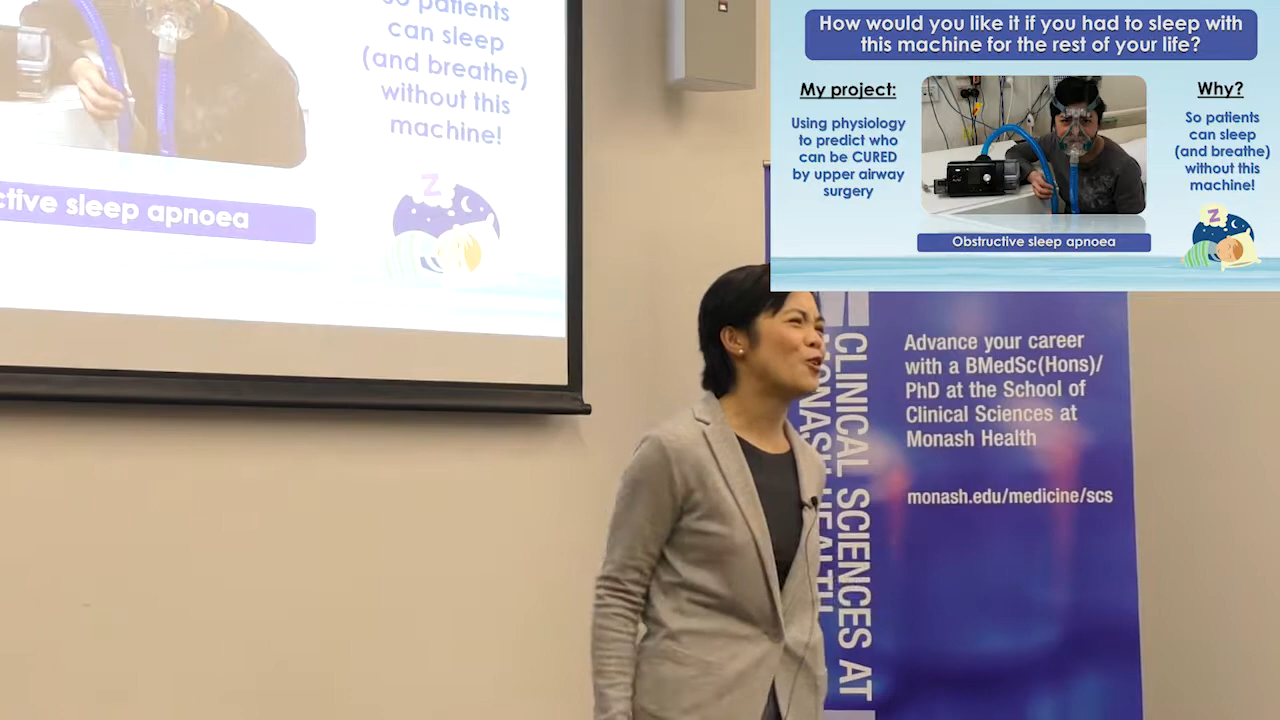 So patients
can sleep
(and breathe)
without this
machine!
ctive sleep apnoea
Z
How would you like it if you had to sleep with
this machine for the rest of your life?
My project:
Using physiology
to predict who
can be CURED
by upper airway
surgery
Obstructive sleep apnoea
Why?
So patients
can sleep
(and breathe)
without this
machine!
Z
CLINICAL SCIENCES AT
MONASH HEALTH
Advance your career
with a BMedSc(Hons)/
PhD at the School of
Clinical Sciences at
Monash Health
monash.edu/medicine/scs